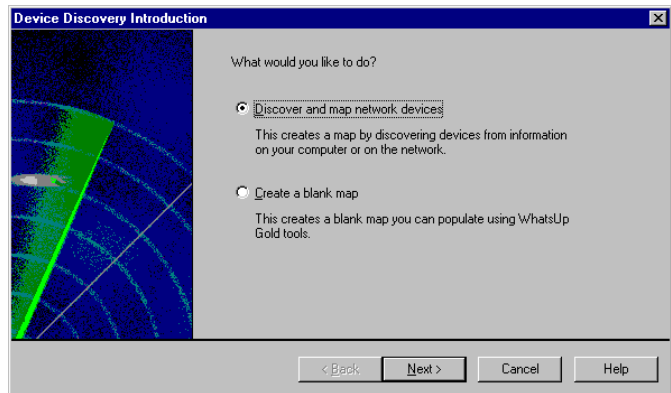 Device Discovery Introduction
What would you like to do?
Discover and map network devices
This creates a map by discovering devices from information
on your computer or on the network.
Create a blank map
This creates a blank map you can populate using WhatsUp
Gold tools.
< Back
Next >
Cancel
Help